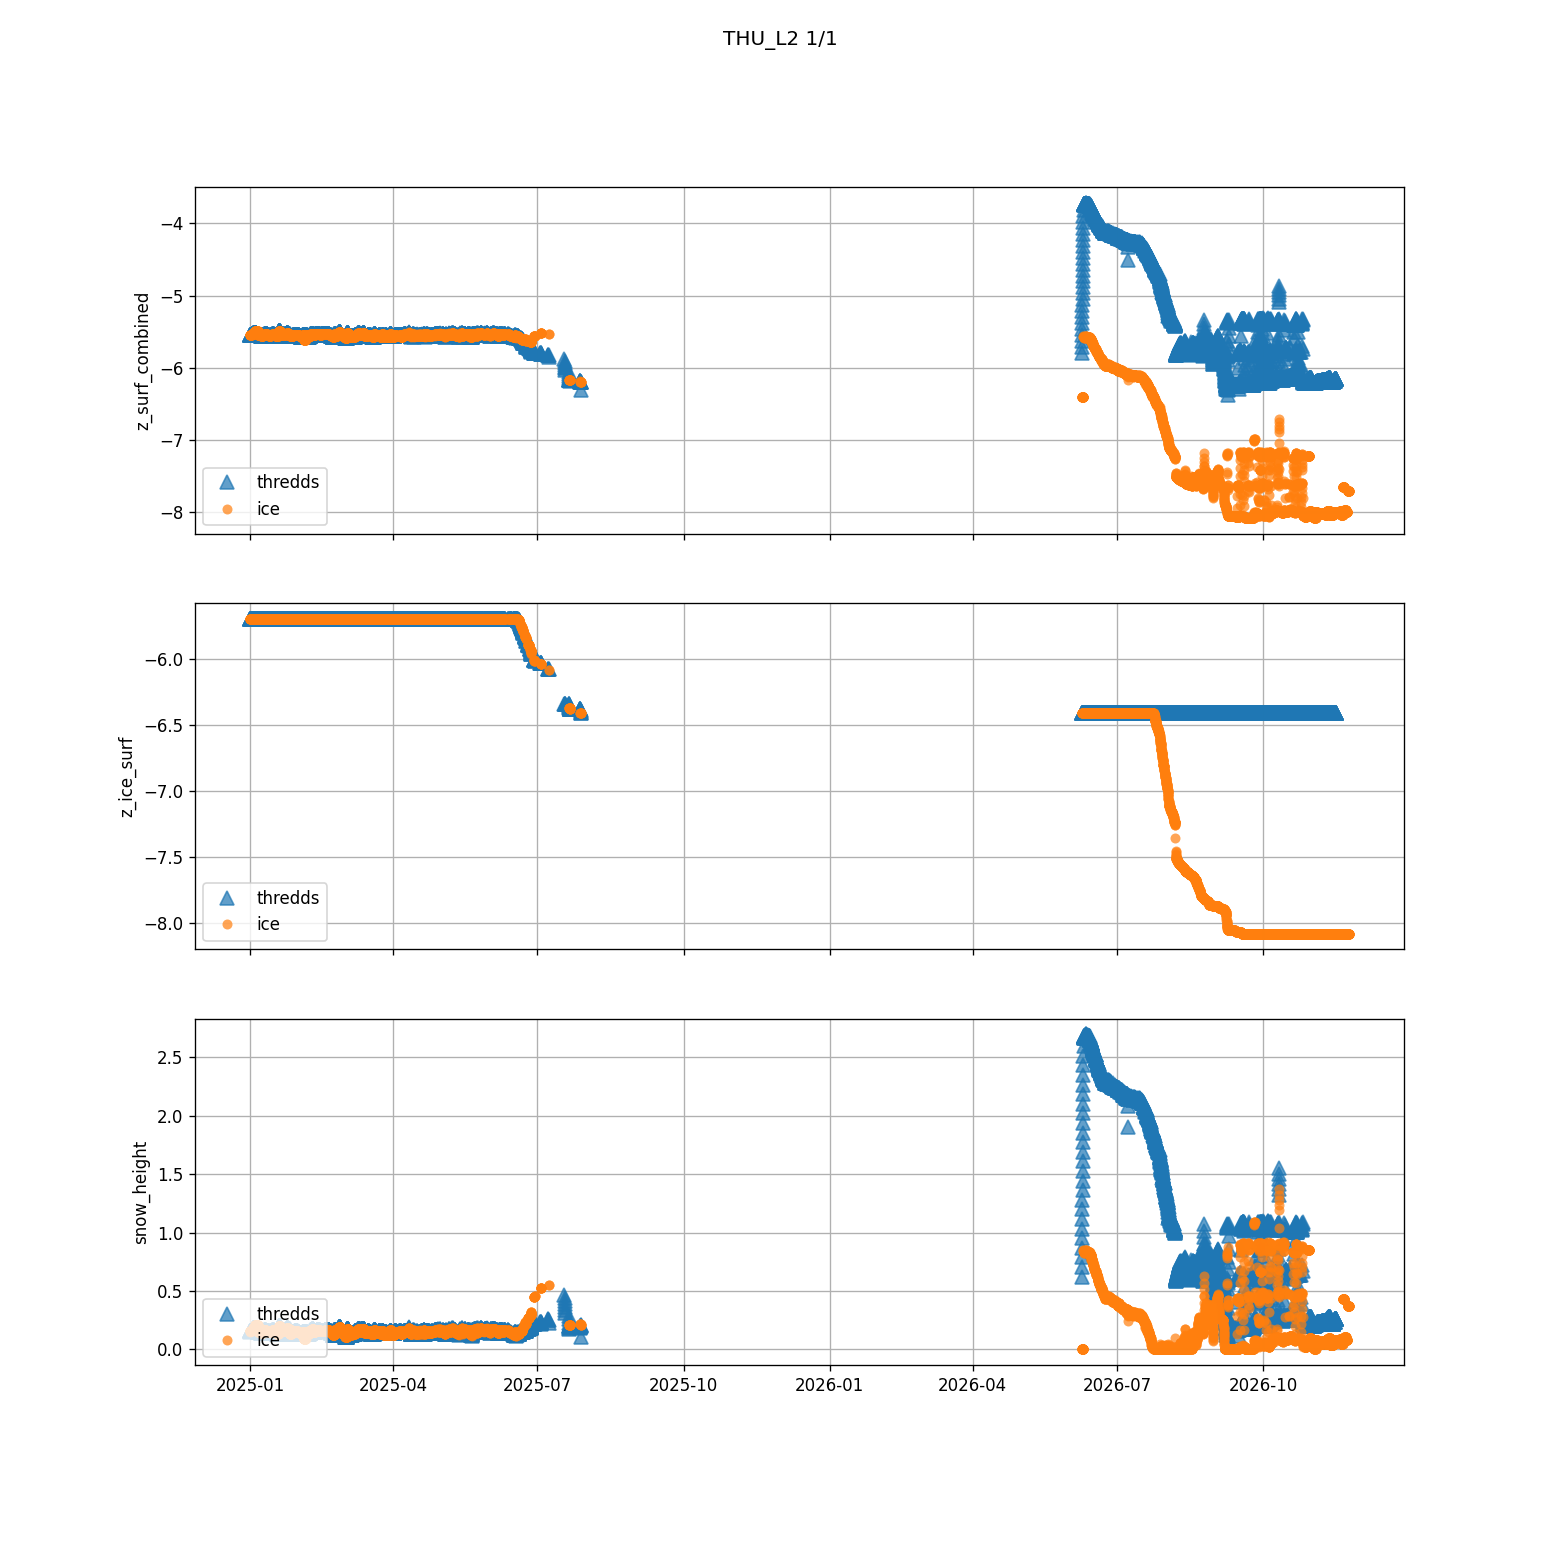 THU_L2 1/1
z_surf_combined
−4
−5
−6
−7
−8
thredds
ice
z_ice_surf
−6.0
−6.5
−7.0
−7.5
−8.0
thredds
ice
snow_height
2.5
2.0
1.5
1.0
0.5
0.0
thredds
ice
2025-01 2025-04 2025-07 2025-10 2026-01 2026-04 2026-07 2026-10